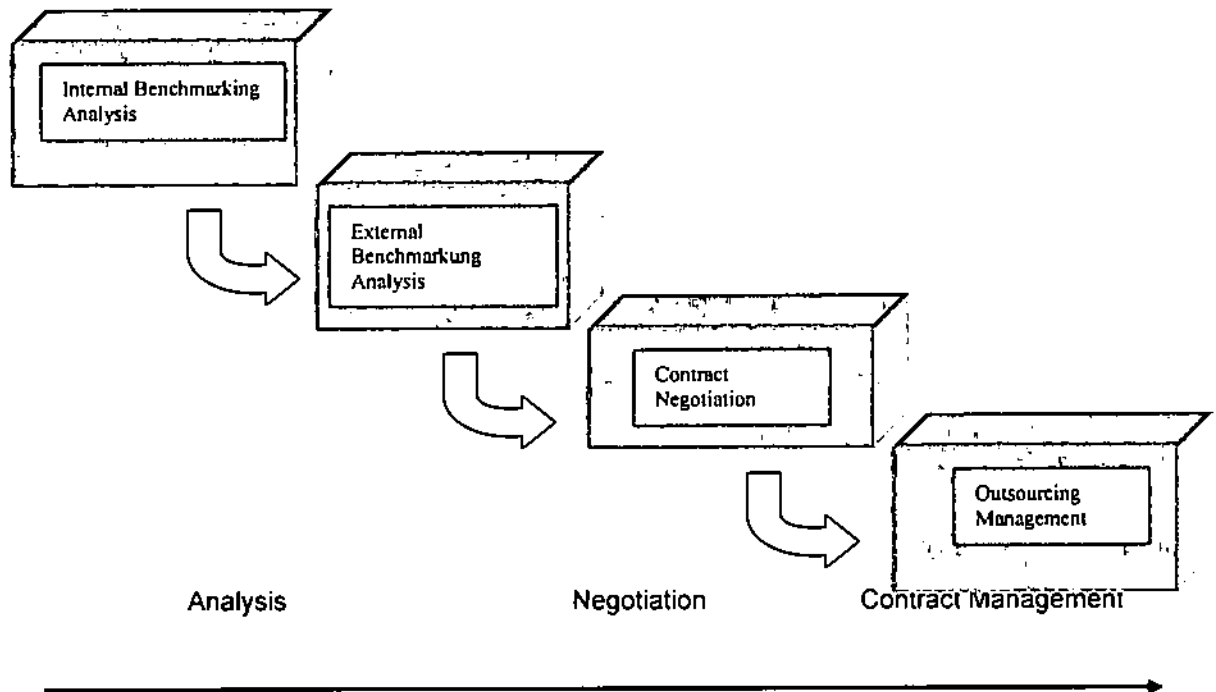 Internal Benchmarking
Analysis
External
Benchmarkung
Analysis
Contract
Negotiation
Outsourcing
Management
Analysis
Negotiation
Contract Management